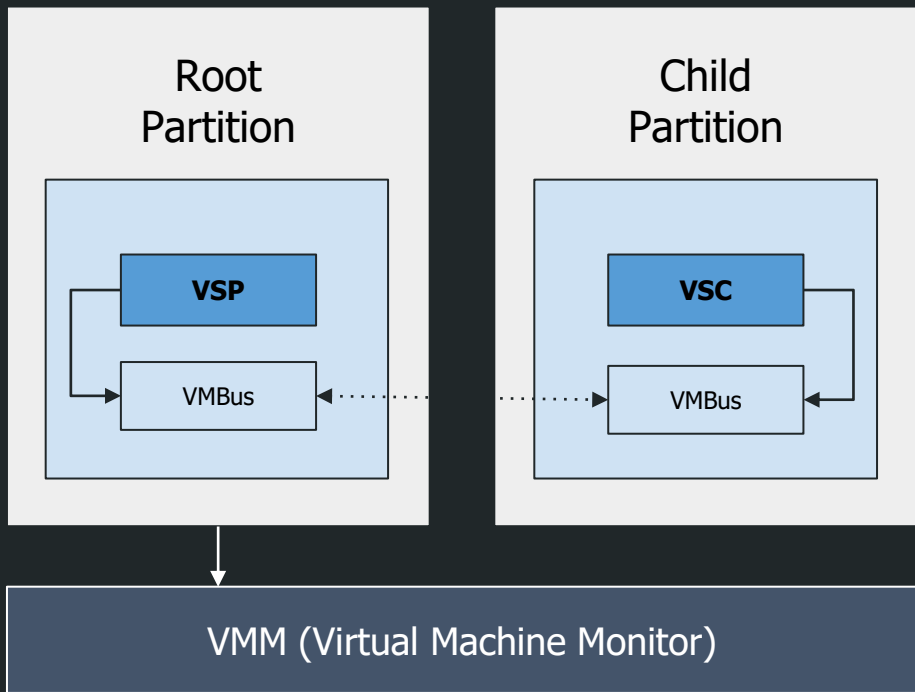 Root
Partition
VSP
VMBus
Child
Partition
VSC
VMBus
VMM (Virtual Machine Monitor)